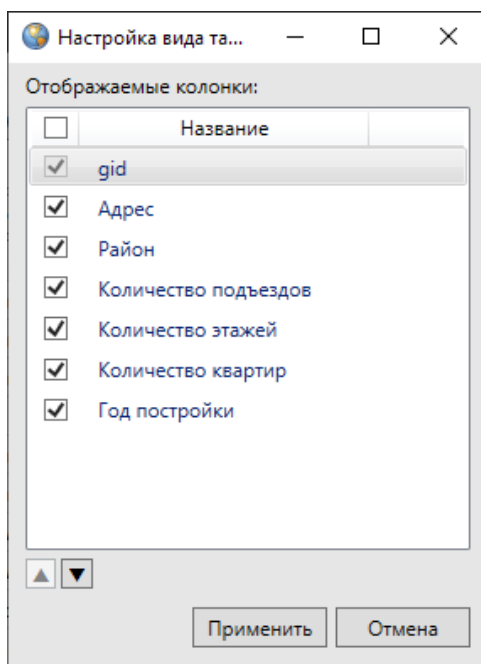 Настройка вида та...
Отображаемые колонки:
Название
gid
Адрес
Район
Количество подъездов
Количество этажей
Количество квартир
Год постройки
Применить Отмена